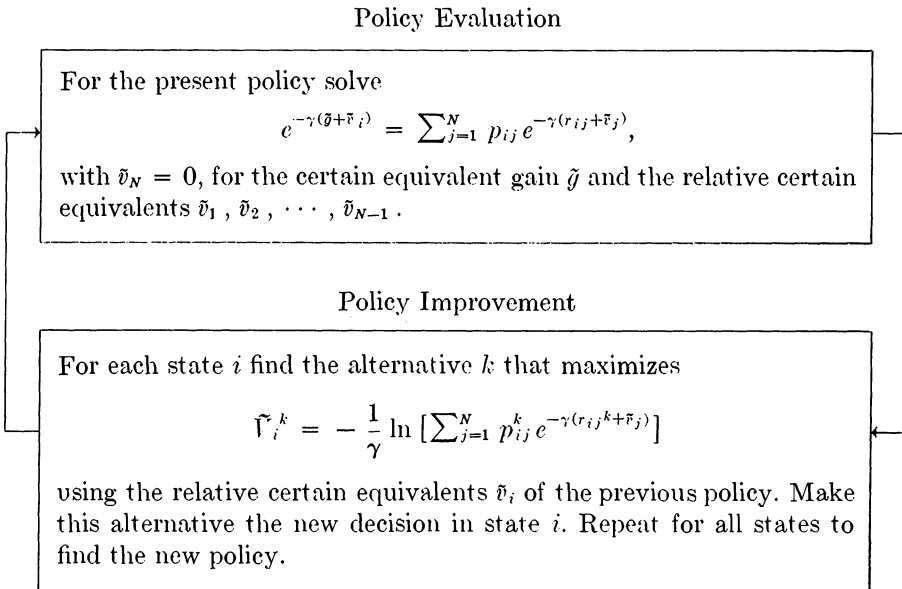 Policy Evaluation
For the present policy solve
e^{-γ(g̃+ṽ_i)} = ∑_{j=1}^{N} p_{ij} e^{-γ(r_{ij}+ṽ_j)},
with ṽ_N = 0, for the certain equivalent gain g̃ and the relative certain
equivalents ṽ_1 , ṽ_2 , ⋯ , ṽ_{N-1} .
Policy Improvement
For each state i find the alternative k that maximizes
Ṽ_i^k = - 1/γ ln [∑_{j=1}^{N} p_{ij}^k e^{-γ(r_{ij}^k+ṽ_j)}]
using the relative certain equivalents ṽ_i of the previous policy. Make
this alternative the new decision in state i. Repeat for all states to
find the new policy.